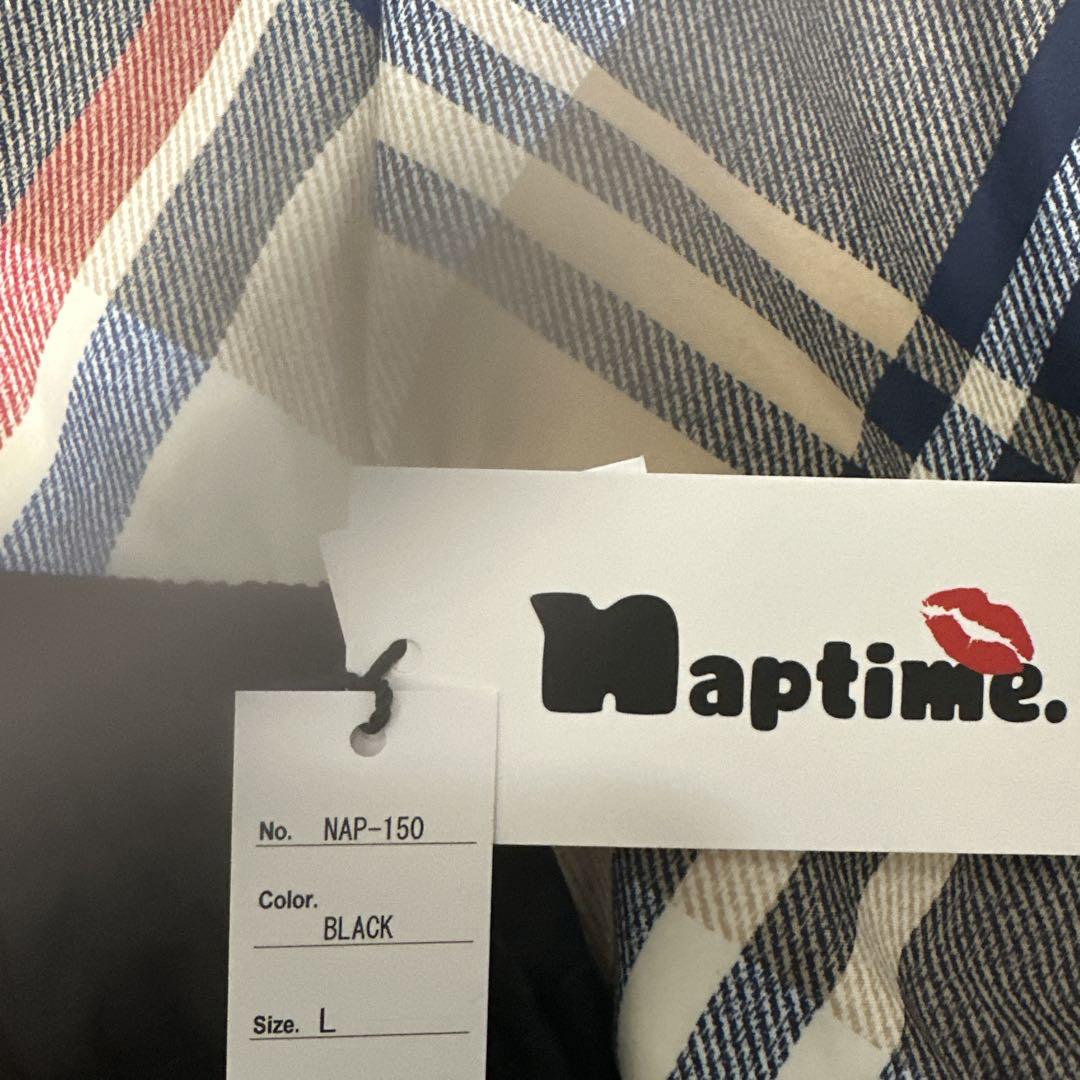 Naptime.
No. NAP-150
Color.
BLACK
Size. L